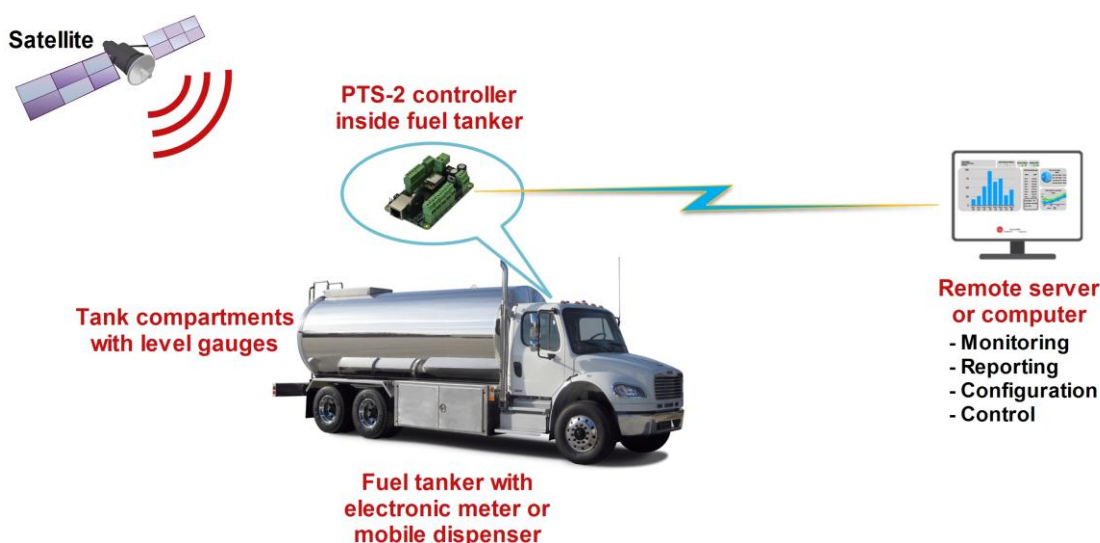 Satellite
PTS-2 controller
inside fuel tanker
Tank compartments
with level gauges
Remote server
or computer
- Monitoring
- Reporting
- Configuration
- Control
Fuel tanker with
electronic meter or
mobile dispenser